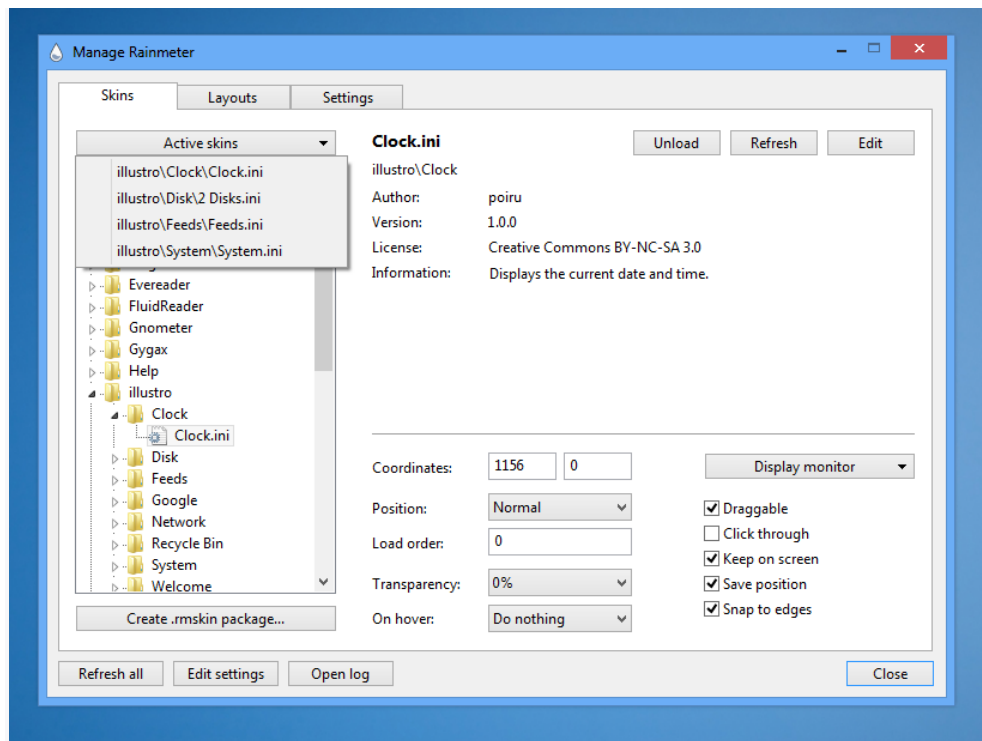 Manage Rainmeter
Skins
Layouts
Settings
Active skins
illustro\Clock\Clock.ini
illustro\Disk\2 Disks.ini
illustro\Feeds\Feeds.ini
illustro\System\System.ini
Evereader
FluidReader
Gnometer
Gygax
Help
illustro
Clock
Clock.ini
Disk
Feeds
Google
Network
Recycle Bin
System
Welcome
Create .rmskin package...
Clock.ini
Unload
Refresh
Edit
illustro\Clock
Author: poiru
Version: 1.0.0
License: Creative Commons BY-NC-SA 3.0
Information: Displays the current date and time.
Coordinates: 1156 0
Position: Normal
Load order: 0
Transparency: 0%
On hover: Do nothing
Display monitor
Draggable
Click through
Keep on screen
Save position
Snap to edges
Refresh all
Edit settings
Open log
Close